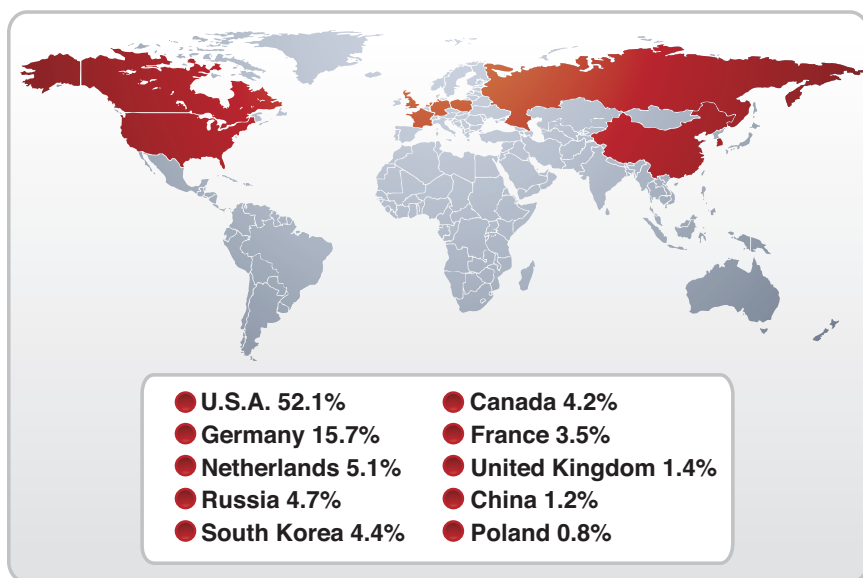 U.S.A. 52.1%
Germany 15.7%
Netherlands 5.1%
Russia 4.7%
South Korea 4.4%
Canada 4.2%
France 3.5%
United Kingdom 1.4%
China 1.2%
Poland 0.8%